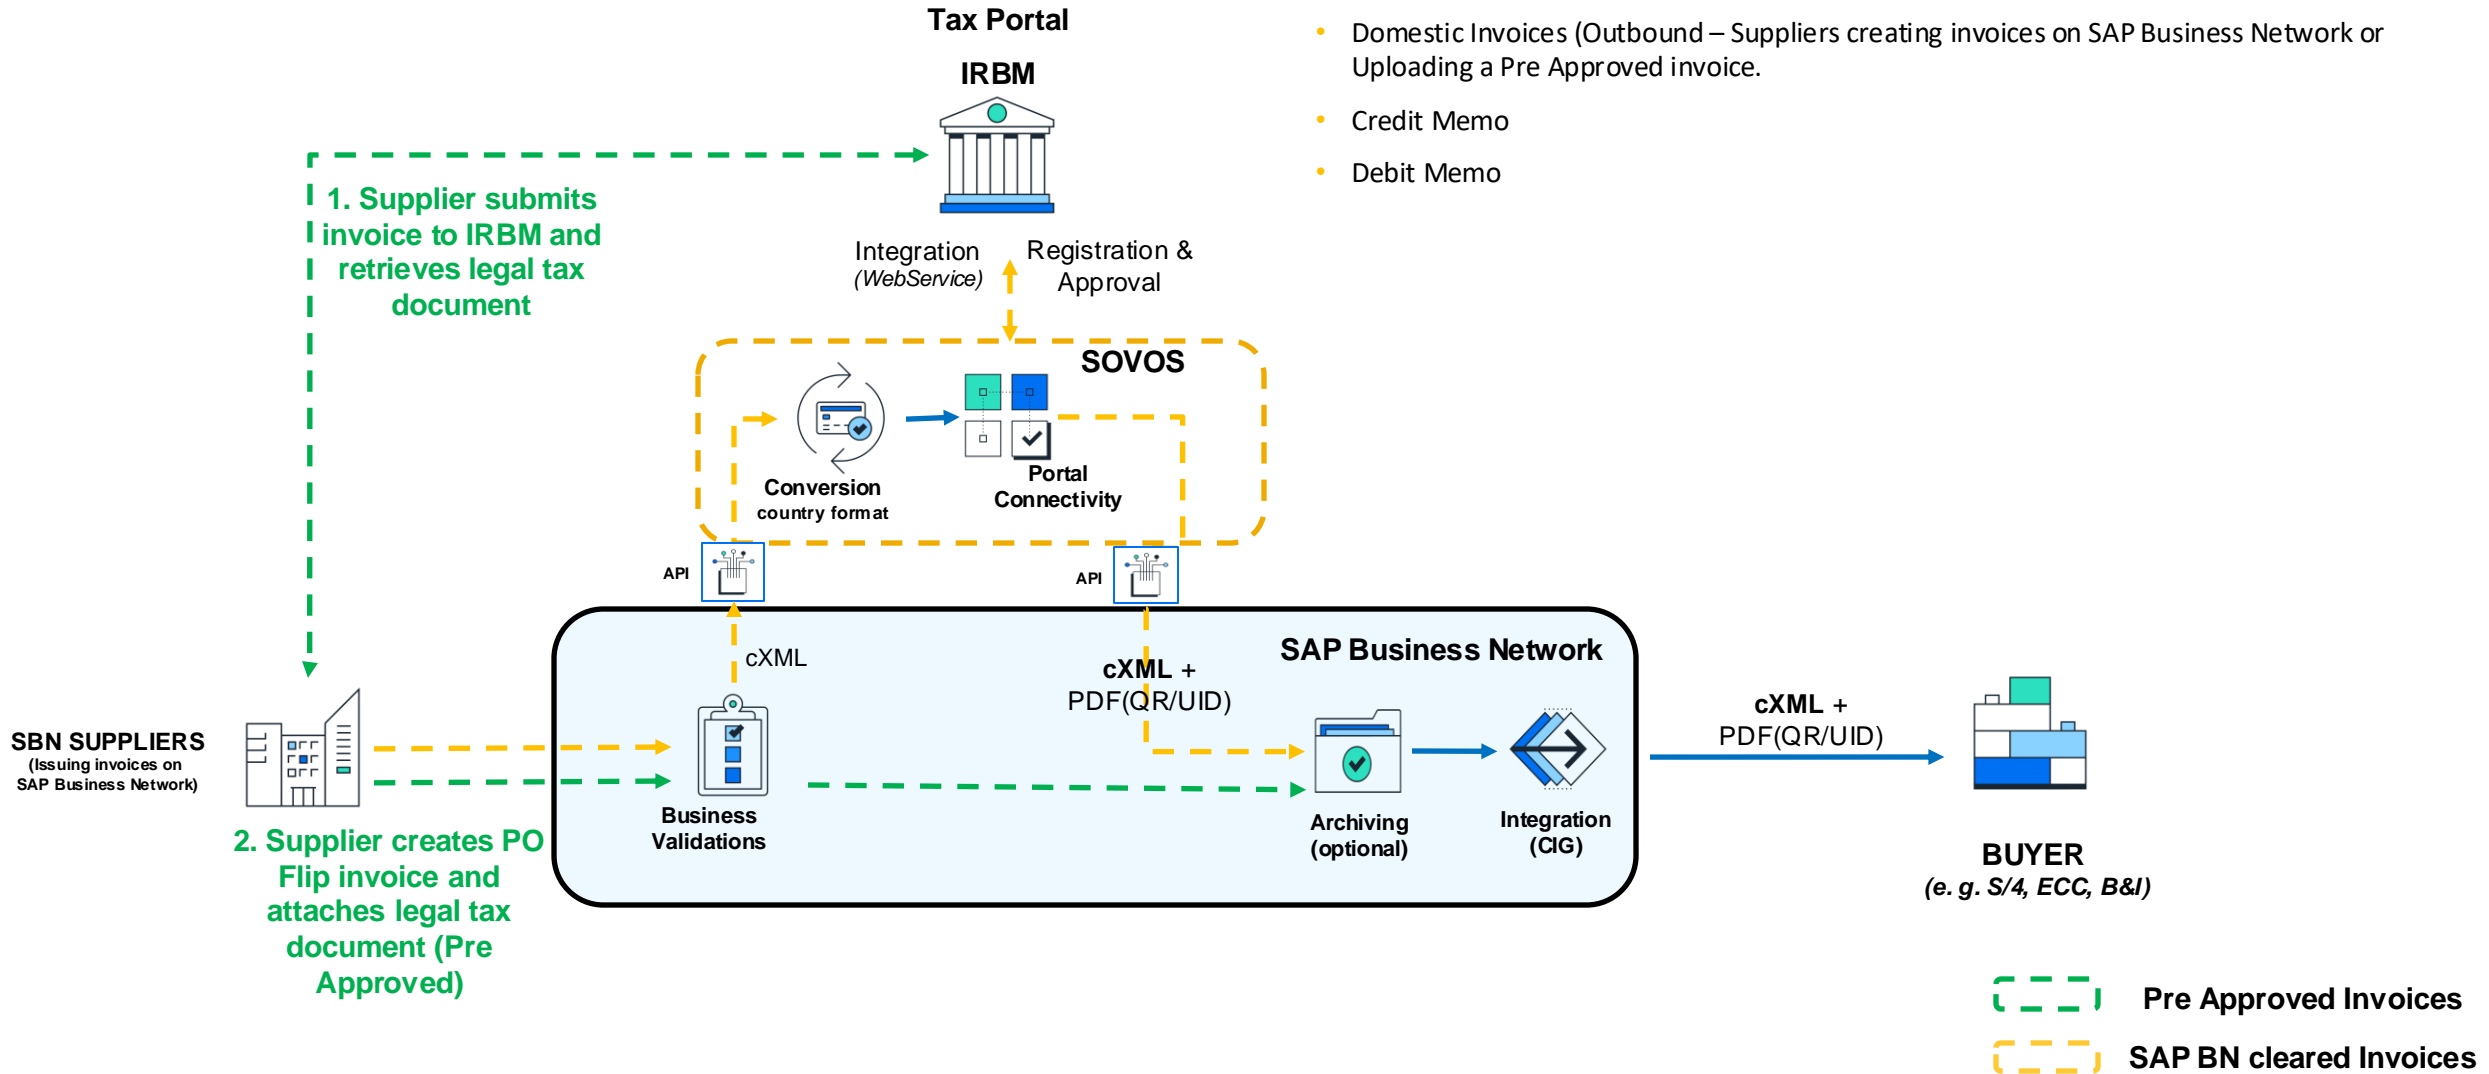 Tax Portal
IRBM
• Domestic Invoices (Outbound – Suppliers creating invoices on SAP Business Network or
Uploading a Pre Approved invoice.
• Credit Memo
• Debit Memo
1. Supplier submits
invoice to IRBM and
retrieves legal tax
document
Integration
(WebService)
Registration &
Approval
SOVOS
Conversion
country format
Portal
Connectivity
API
API
SAP Business Network
cXML
cXML +
PDF(QR/UID)
SBN SUPPLIERS
(Issuing invoices on
SAP Business Network)
Business
Validations
Archiving
(optional)
Integration
(CIG)
cXML +
PDF(QR/UID)
BUYER
(e. g. S/4, ECC, B&I)
2. Supplier creates PO
Flip invoice and
attaches legal tax
document (Pre
Approved)
Pre Approved Invoices
SAP BN cleared Invoices